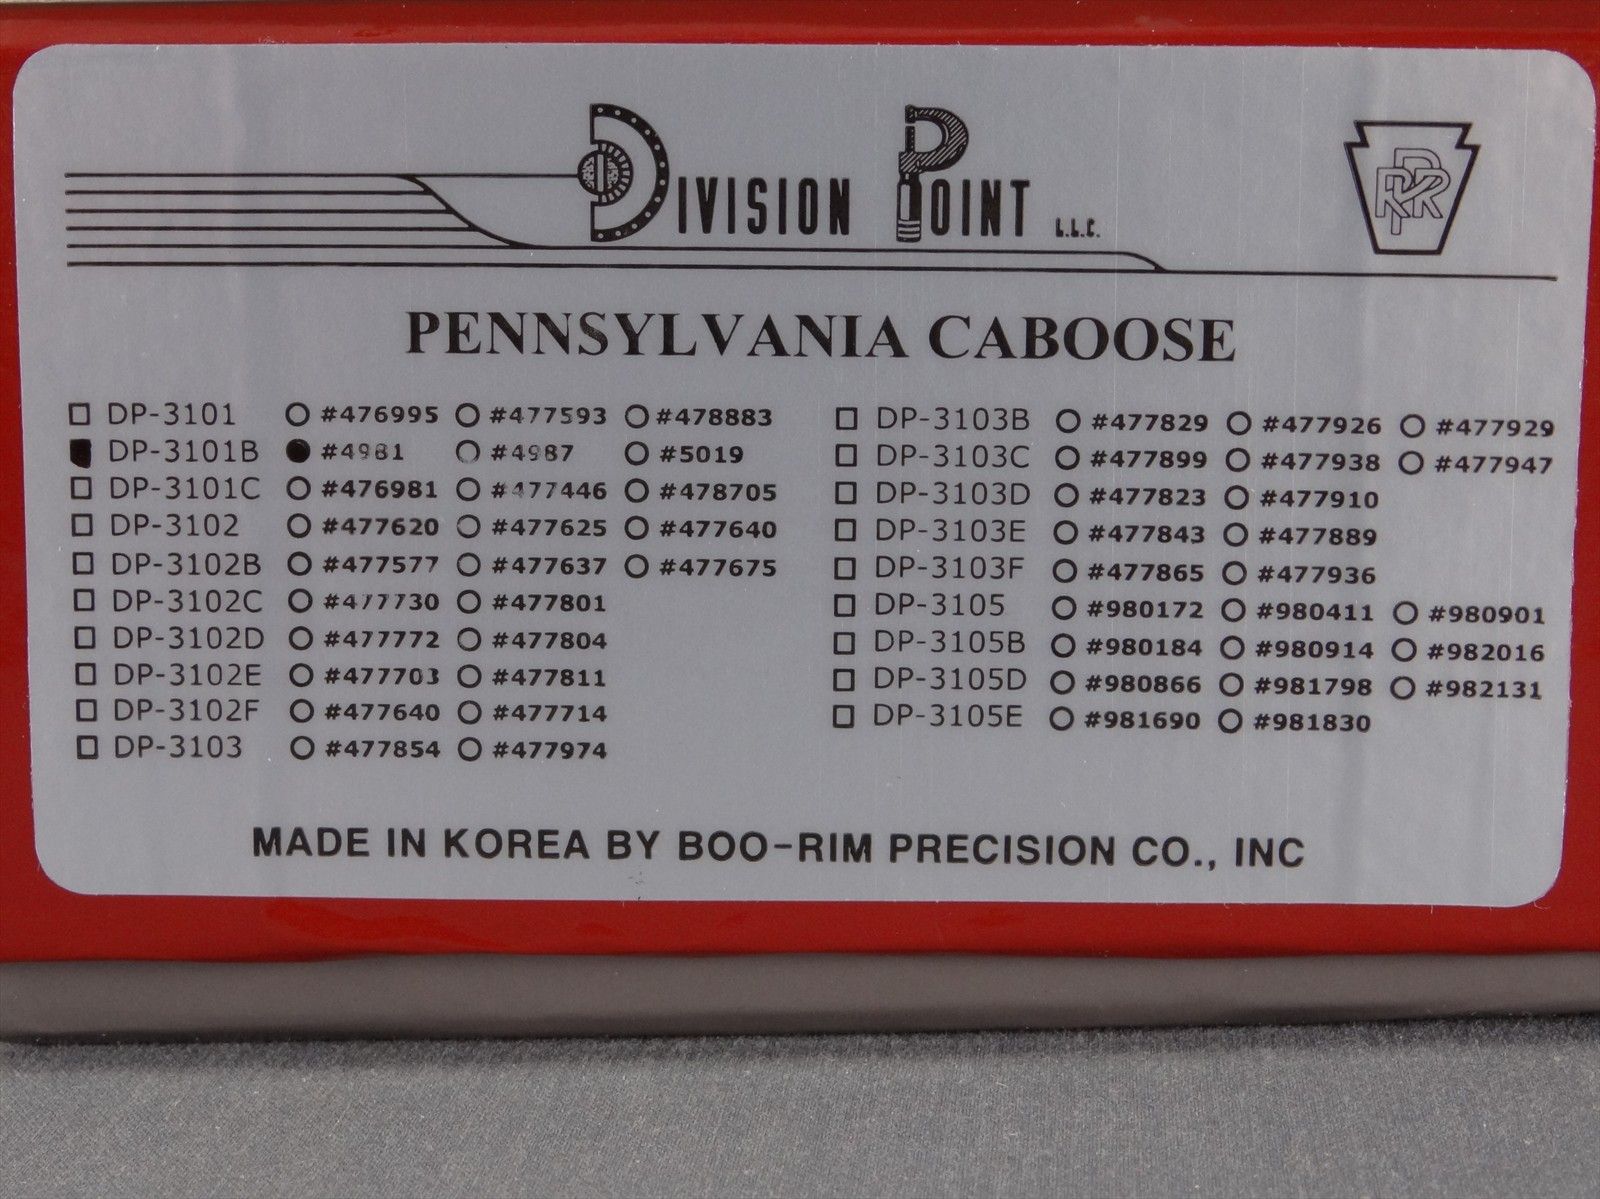 DIVISION POINT L.L.C.
PRR
PENNSYLVANIA CABOOSE
DP-3101 #476995 #477593 #478883
DP-3101B #4981 #4987 #5019
DP-3101C #476981 #477446 #478705
DP-3102 #477620 #477625 #477640
DP-3102B #477577 #477637 #477675
DP-3102C #477730 #477801
DP-3102D #477772 #477804
DP-3102E #477703 #477811
DP-3102F #477640 #477714
DP-3103 #477854 #477974
DP-3103B #477829 #477926 #477929
DP-3103C #477899 #477938 #477947
DP-3103D #477823 #477910
DP-3103E #477843 #477889
DP-3103F #477865 #477936
DP-3105 #980172 #980411 #980901
DP-3105B #980184 #980914 #982016
DP-3105D #980866 #981798 #982131
DP-3105E #981690 #981830
MADE IN KOREA BY BOO-RIM PRECISION CO., INC